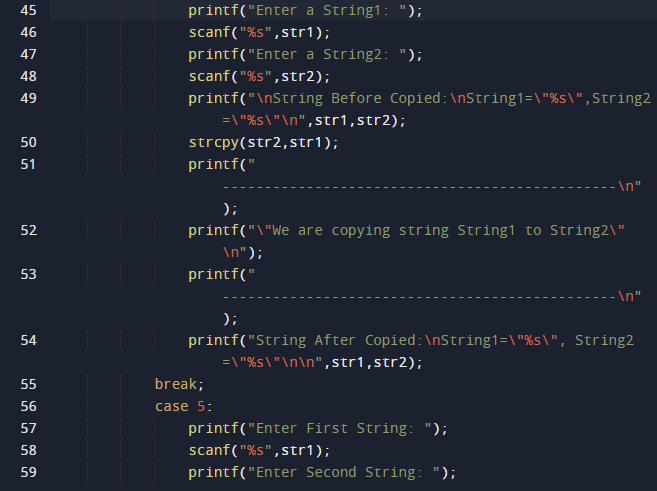 45 printf("Enter a String1: ");
46 scanf("%s",str1);
47 printf("Enter a String2: ");
48 scanf("%s",str2);
49 printf("\nString Before Copied:\nString1=\"%s\",String2
=\"%s\"\n",str1,str2);
50 strcpy(str2,str1);
51 printf("
-----------------------------------------------\n"
);
52 printf("\"We are copying string String1 to String2\"
\n");
53 printf("
-----------------------------------------------\n"
);
54 printf("String After Copied:\nString1=\"%s\", String2
=\"%s\"\n\n",str1,str2);
55 break;
56 case 5:
57 printf("Enter First String: ");
58 scanf("%s",str1);
59 printf("Enter Second String: ");